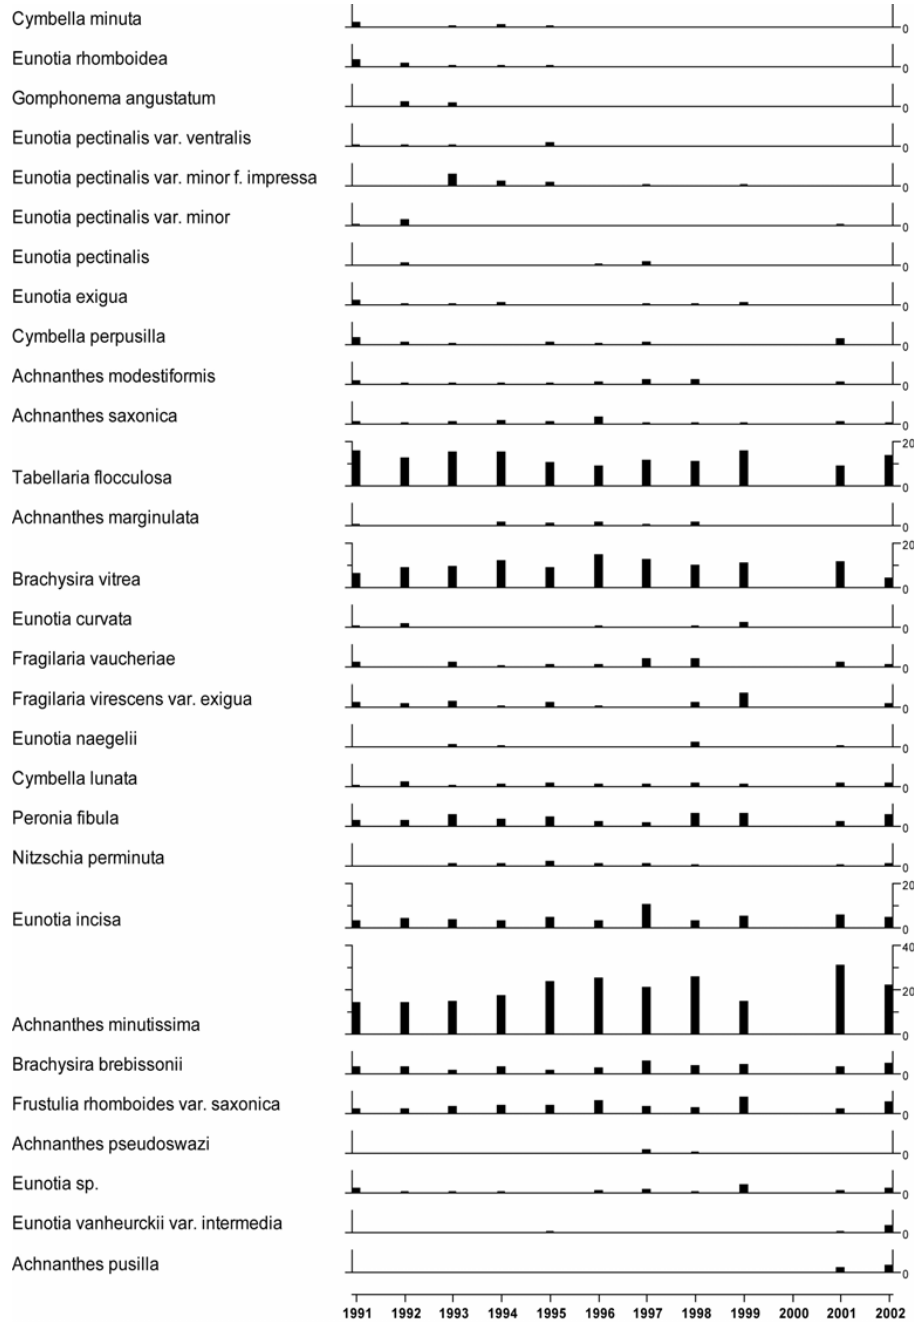 Cymbella minuta 0
Eunotia rhomboidea 0
Gomphonema angustatum 0
Eunotia pectinalis var. ventralis 0
Eunotia pectinalis var. minor f. impressa 0
Eunotia pectinalis var. minor 0
Eunotia pectinalis 0
Eunotia exigua 0
Cymbella perpusilla 0
Achnanthes modestiformis 0
Achnanthes saxonica 0
20
Tabellaria flocculosa 0
Achnanthes marginulata 0
20
Brachysira vitrea 0
Eunotia curvata 0
Fragilaria vaucheriae 0
Fragilaria virescens var. exigua 0
Eunotia naegelii 0
Cymbella lunata 0
Peronia fibula 0
Nitzschia perminuta 0
20
Eunotia incisa 0
40
20
Achnanthes minutissima 0
Brachysira brebissonii 0
Frustulia rhomboides var. saxonica 0
Achnanthes pseudoswazi 0
Eunotia sp. 0
Eunotia vanheurckii var. intermedia 0
Achnanthes pusilla 0
1991 1992 1993 1994 1995 1996 1997 1998 1999 2000 2001 2002